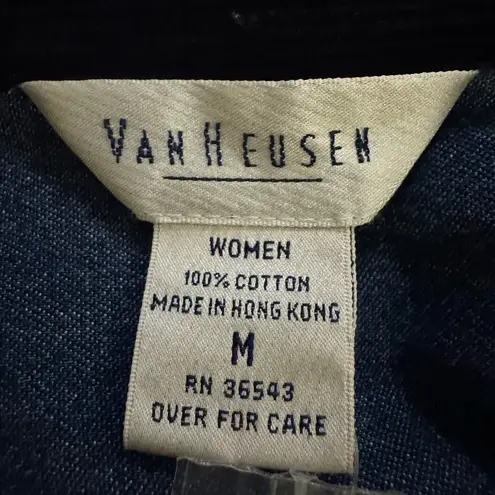 VAN HEUSEN
WOMEN
100% COTTON
MADE IN HONG KONG
M
RN 36543
OVER FOR CARE